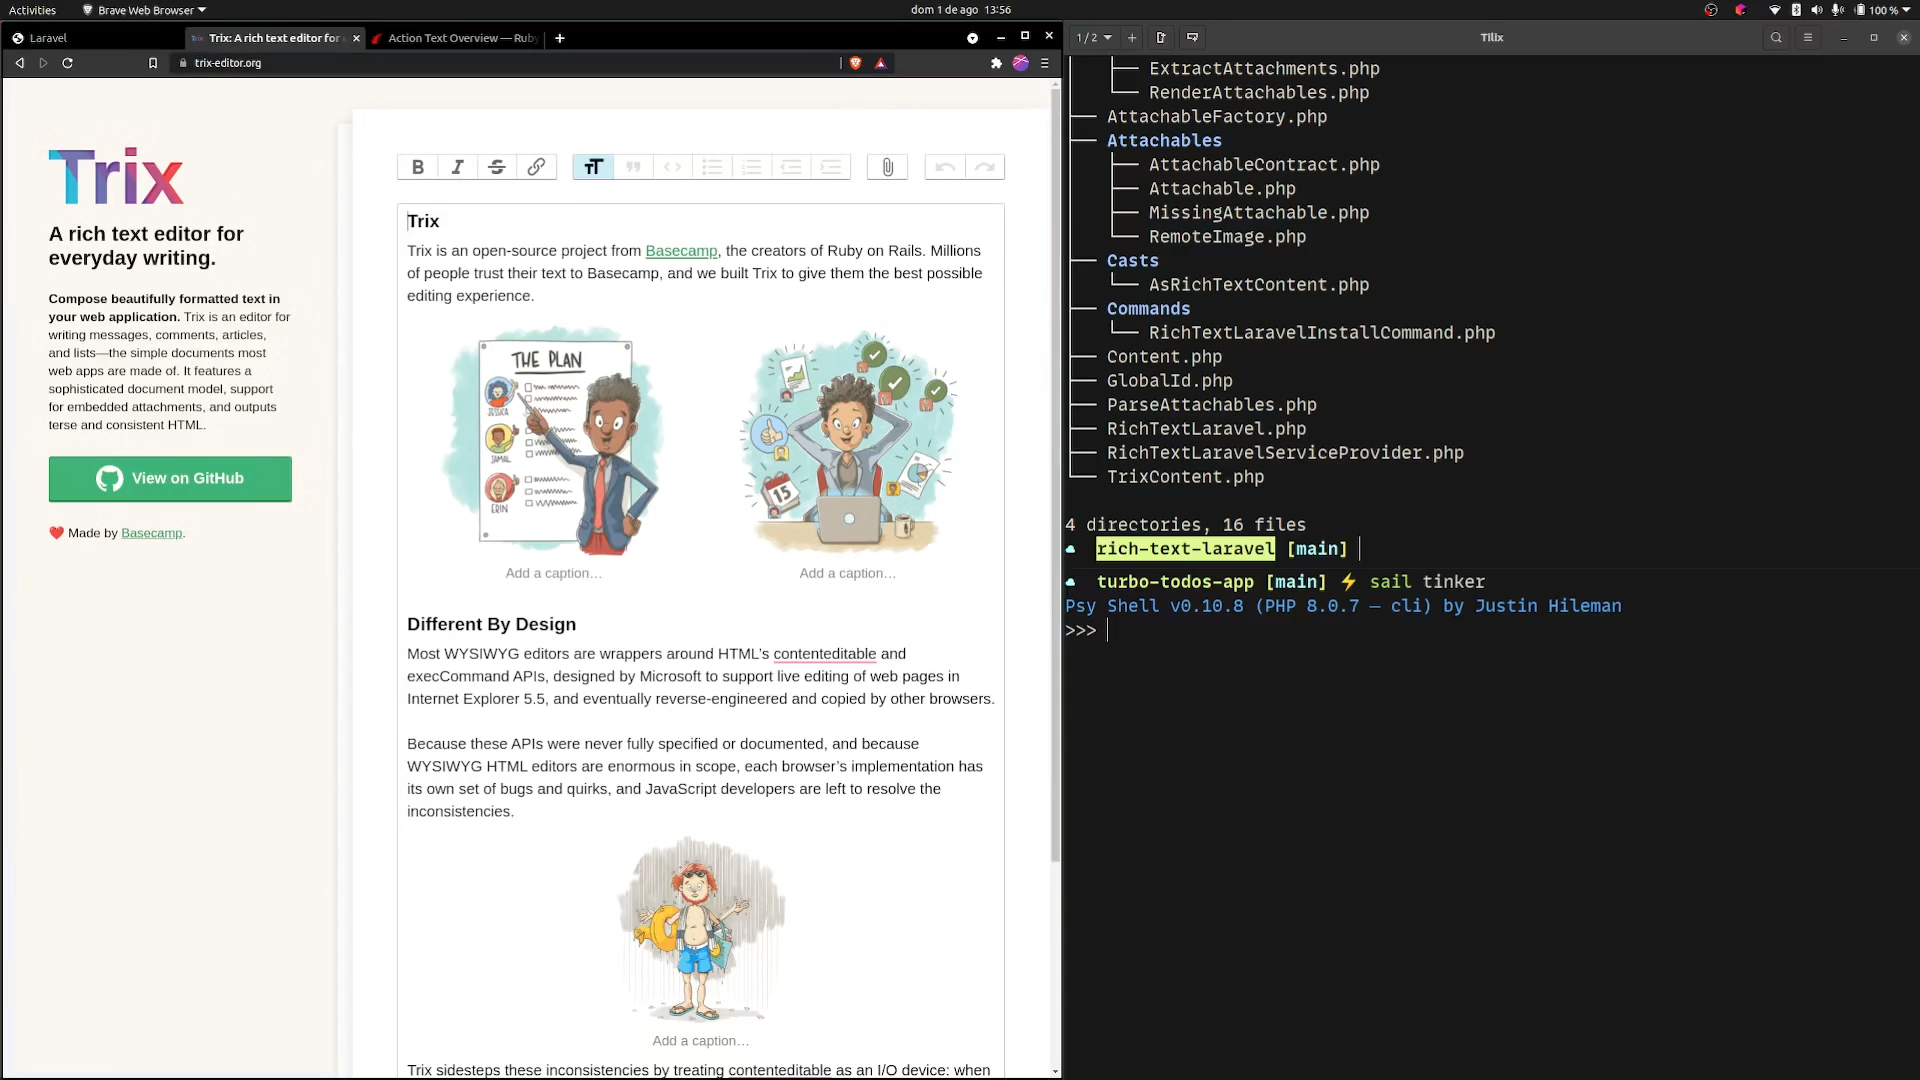 Activities
Brave Web Browser
dom 1 de ago 13:56
100 %
Laravel
Trix: A rich text editor for
Action Text Overview — Ruby
trix-editor.org
Trix
A rich text editor for
everyday writing.
Compose beautifully formatted text in
your web application. Trix is an editor for
writing messages, comments, articles,
and lists—the simple documents most
web apps are made of. It features a
sophisticated document model, support
for embedded attachments, and outputs
terse and consistent HTML.
View on GitHub
❤️ Made by Basecamp.
Trix
Trix is an open-source project from Basecamp, the creators of Ruby on Rails. Millions
of people trust their text to Basecamp, and we built Trix to give them the best possible
editing experience.
THE PLAN
JESSICA
JAMAL
ERIN
15
Add a caption…
Add a caption…
Different By Design
Most WYSIWYG editors are wrappers around HTML’s contenteditable and
execCommand APIs, designed by Microsoft to support live editing of web pages in
Internet Explorer 5.5, and eventually reverse-engineered and copied by other browsers.
Because these APIs were never fully specified or documented, and because
WYSIWYG HTML editors are enormous in scope, each browser’s implementation has
its own set of bugs and quirks, and JavaScript developers are left to resolve the
inconsistencies.
Add a caption…
Trix sidesteps these inconsistencies by treating contenteditable as an I/O device: when
1/2
Tilix
├── ExtractAttachments.php
└── RenderAttachables.php
├── AttachableFactory.php
├── Attachables
├── AttachableContract.php
├── Attachable.php
├── MissingAttachable.php
└── RemoteImage.php
├── Casts
└── AsRichTextContent.php
├── Commands
└── RichTextLaravelInstallCommand.php
├── Content.php
├── GlobalId.php
├── ParseAttachables.php
├── RichTextLaravel.php
├── RichTextLaravelServiceProvider.php
└── TrixContent.php
4 directories, 16 files
rich-text-laravel [main]
turbo-todos-app [main] ⚡ sail tinker
Psy Shell v0.10.8 (PHP 8.0.7 — cli) by Justin Hileman
>>>